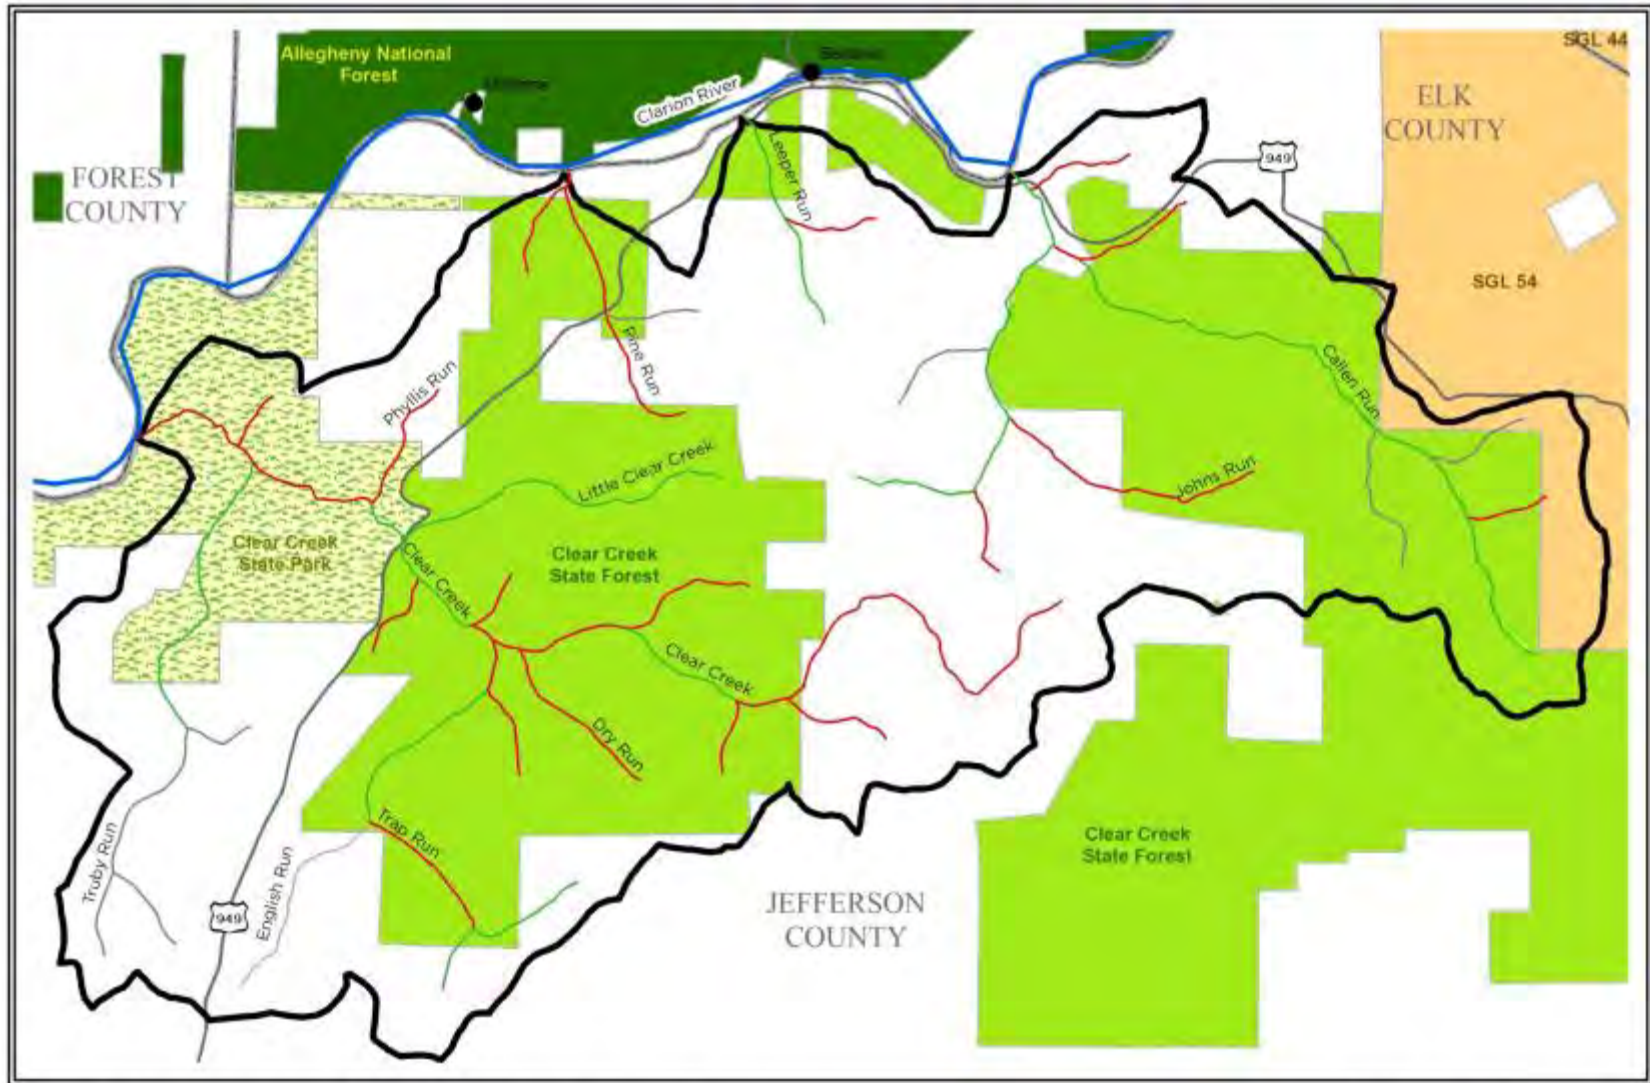 SGL 44
Allegheny National
Forest
ELK
COUNTY
Clarion River
949
FOREST
COUNTY
Leeper Run
SGL 54
Pine Run
Phyllis Run
Callen Run
Little Clear Creek
Johns Run
Clear Creek
State Park
Clear Creek
State Forest
Clear Creek
Clear Creek
Dry Run
Trap Run
Truby Run
English Run
949
Clear Creek
State Forest
JEFFERSON
COUNTY